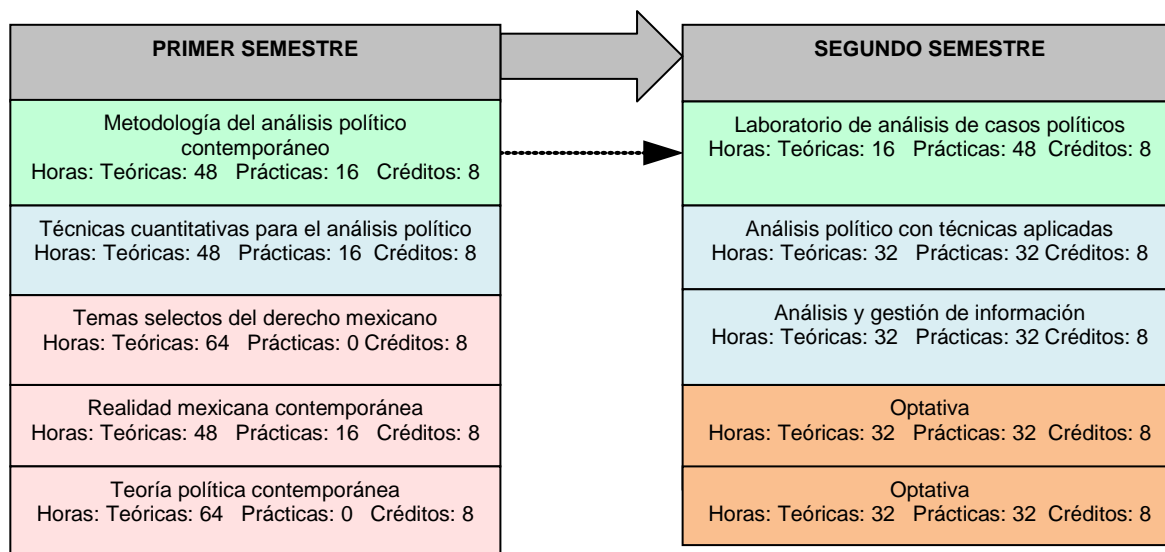 PRIMER SEMESTRE
Metodología del análisis político
contemporáneo
Horas: Teóricas: 48 Prácticas: 16 Créditos: 8
Técnicas cuantitativas para el análisis político
Horas: Teóricas: 48 Prácticas: 16 Créditos: 8
Temas selectos del derecho mexicano
Horas: Teóricas: 64 Prácticas: 0 Créditos: 8
Realidad mexicana contemporánea
Horas: Teóricas: 48 Prácticas: 16 Créditos: 8
Teoría política contemporánea
Horas: Teóricas: 64 Prácticas: 0 Créditos: 8
SEGUNDO SEMESTRE
Laboratorio de análisis de casos políticos
Horas: Teóricas: 16 Prácticas: 48 Créditos: 8
Análisis político con técnicas aplicadas
Horas: Teóricas: 32 Prácticas: 32 Créditos: 8
Análisis y gestión de información
Horas: Teóricas: 32 Prácticas: 32 Créditos: 8
Optativa
Horas: Teóricas: 32 Prácticas: 32 Créditos: 8
Optativa
Horas: Teóricas: 32 Prácticas: 32 Créditos: 8